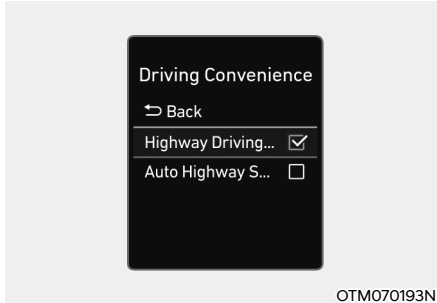 Driving Convenience
Back
Highway Driving...
Auto Highway S...
OTM070193N